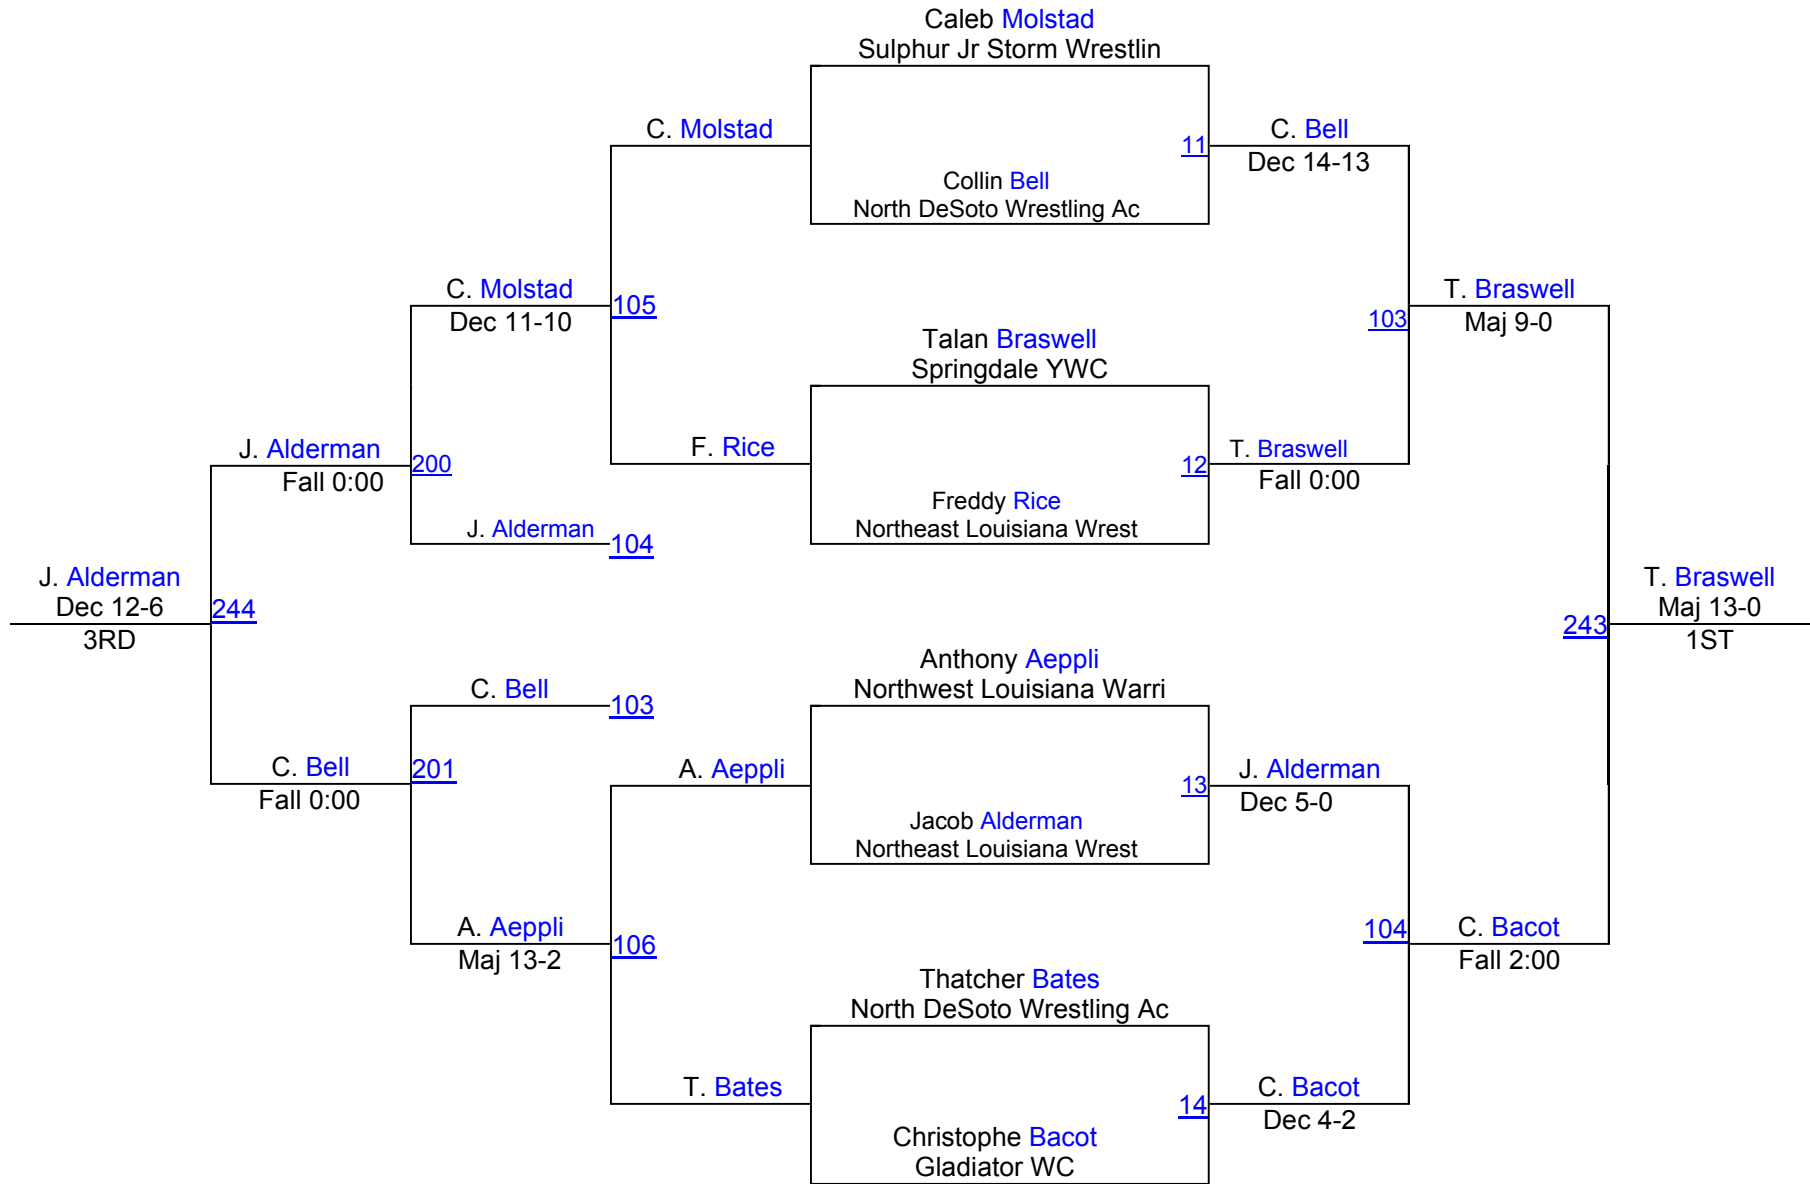 Caleb Molstad
Sulphur Jr Storm Wrestlin
C. Molstad
11
C. Bell
Dec 14-13
Collin Bell
North DeSoto Wrestling Ac
C. Molstad
Dec 11-10
105
T. Braswell
Maj 9-0
103
Talan Braswell
Springdale YWC
J. Alderman
Fall 0:00
200
F. Rice
12
T. Braswell
Fall 0:00
Freddy Rice
Northeast Louisiana Wrest
J. Alderman
104
J. Alderman
Dec 12-6
3RD
244
T. Braswell
Maj 13-0
1ST
243
Anthony Aeppli
Northwest Louisiana Warri
C. Bell
103
C. Bell
Fall 0:00
201
A. Aeppli
13
J. Alderman
Dec 5-0
Jacob Alderman
Northeast Louisiana Wrest
A. Aeppli
Maj 13-2
106
104
C. Bacot
Fall 2:00
Thatcher Bates
North DeSoto Wrestling Ac
T. Bates
14
C. Bacot
Dec 4-2
Christophe Bacot
Gladiator WC